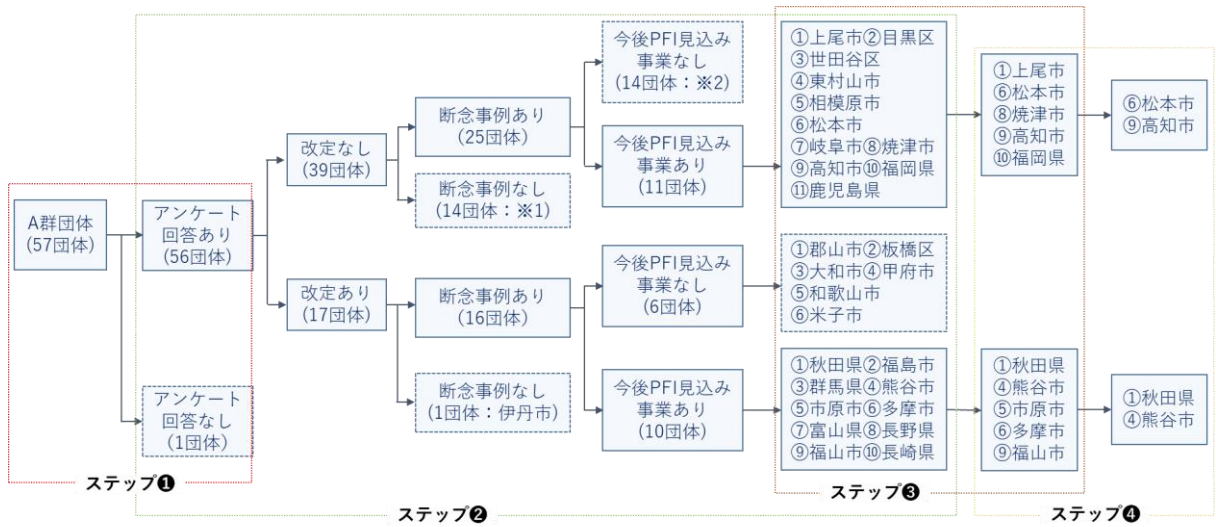 A群団体
(57団体)
アンケート
回答あり
(56団体)
アンケート
回答なし
(1団体)
改定なし
(39団体)
改定あり
(17団体)
断念事例あり
(25団体)
断念事例なし
(14団体：※1)
断念事例あり
(16団体)
断念事例なし
(1団体：伊丹市)
今後PFI見込み
事業なし
(14団体：※2)
今後PFI見込み
事業あり
(11団体)
今後PFI見込み
事業なし
(6団体)
今後PFI見込み
事業あり
(10団体)
①上尾市②目黒区
③世田谷区
④東村山市
⑤相模原市
⑥松本市
⑦岐阜市⑧焼津市
⑨高知市⑩福岡県
⑪鹿児島県
①郡山市②板橋区
③大和市④甲府市
⑤和歌山市
⑥米子市
①秋田県②福島市
③群馬県④熊谷市
⑤市原市⑥多摩市
⑦富山県⑧長野県
⑨福山市⑩長崎県
①上尾市
⑥松本市
⑧焼津市
⑨高知市
⑩福岡県
①秋田県
④熊谷市
⑤市原市
⑥多摩市
⑨福山市
⑥松本市
⑨高知市
①秋田県
④熊谷市
ステップ❶
ステップ❷
ステップ❸
ステップ❹